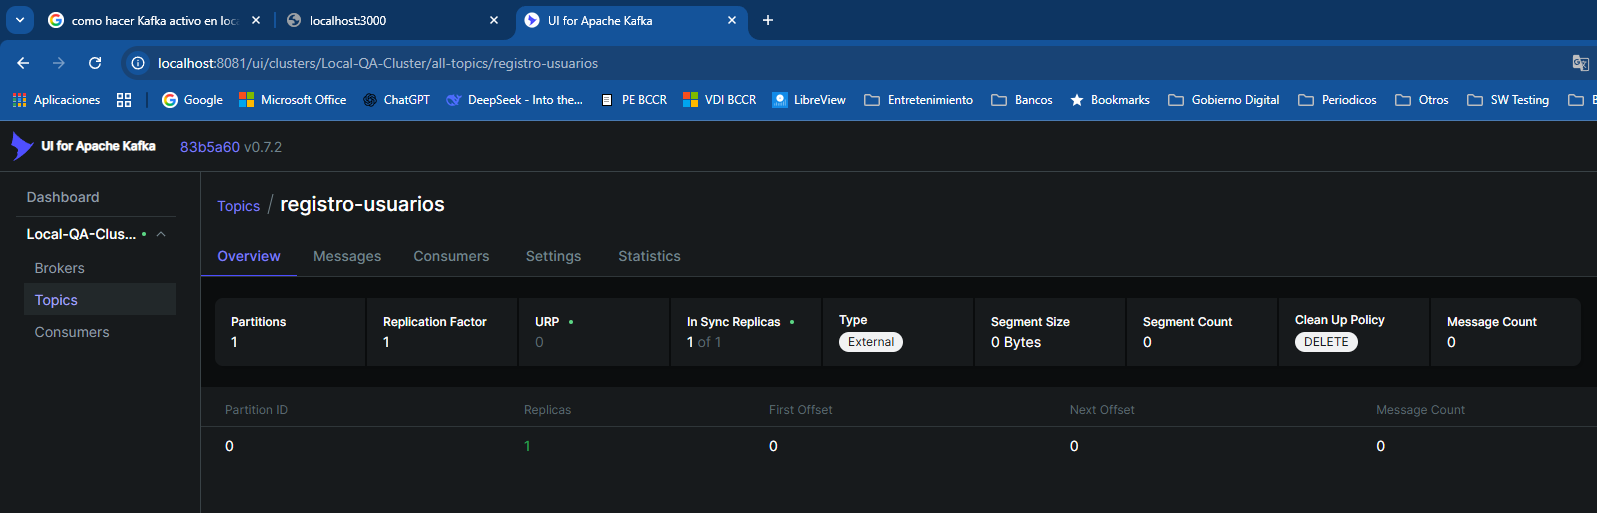 como hacer Kafka activo en loc
localhost:3000
UI for Apache Kafka
localhost:8081/ui/clusters/Local-QA-Cluster/all-topics/registro-usuarios
Aplicaciones Google Microsoft Office ChatGPT DeepSeek - Into the... PE BCCR VDI BCCR LibreView Entretenimiento Bancos Bookmarks Gobierno Digital Periodicos Otros SW Testing
UI for Apache Kafka 83b5a60 v0.7.2
Dashboard
Local-QA-Clus...
Brokers
Topics
Consumers
Topics / registro-usuarios
Overview Messages Consumers Settings Statistics
Partitions Replication Factor URP In Sync Replicas Type Segment Size Segment Count Clean Up Policy Message Count
1 1 0 1 of 1 External 0 Bytes 0 DELETE 0
Partition ID Replicas First Offset Next Offset Message Count
0 1 0 0 0